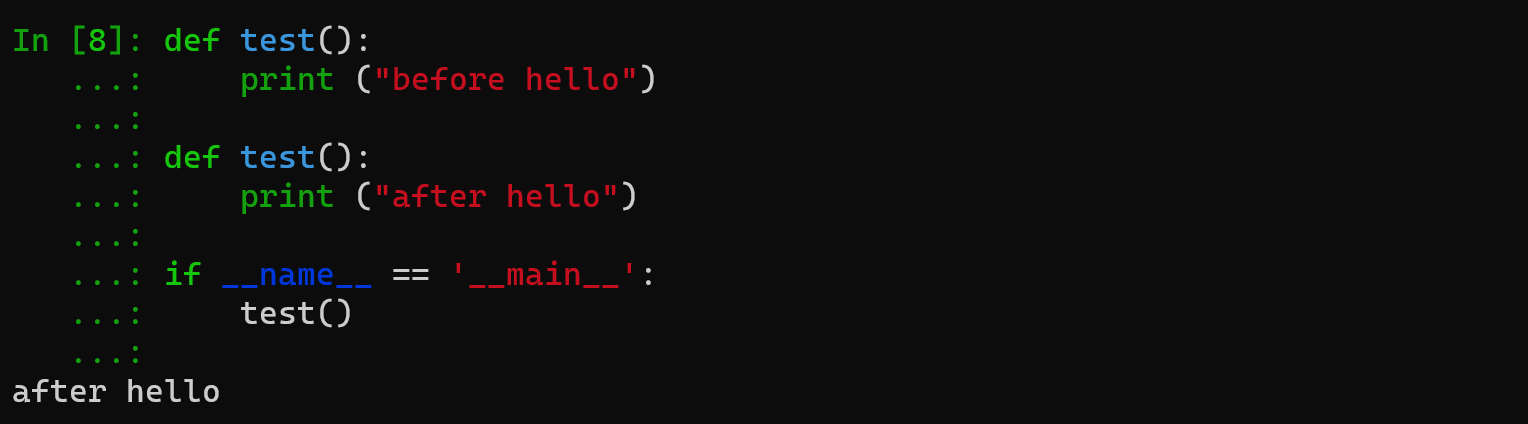 In [8]: def test():
   ...:     print ("before hello")
   ...:
   ...: def test():
   ...:     print ("after hello")
   ...:
   ...: if __name__ == '__main__':
   ...:     test()
   ...:
after hello